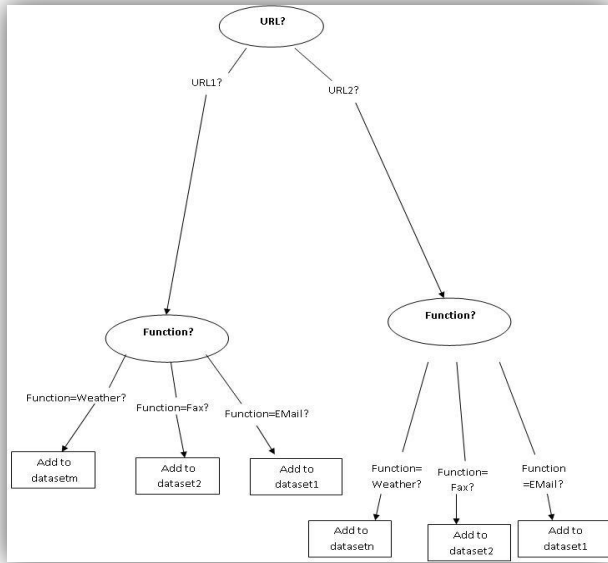 URL?
URL1?
URL2?
Function?
Function?
Function=Weather?
Function=Fax?
Function=EMail?
Add to
datasetm
Add to
dataset2
Add to
dataset1
Function=
Weather?
Function=
Fax?
Function
=EMail?
Add to
datasetn
Add to
dataset2
Add to
dataset1